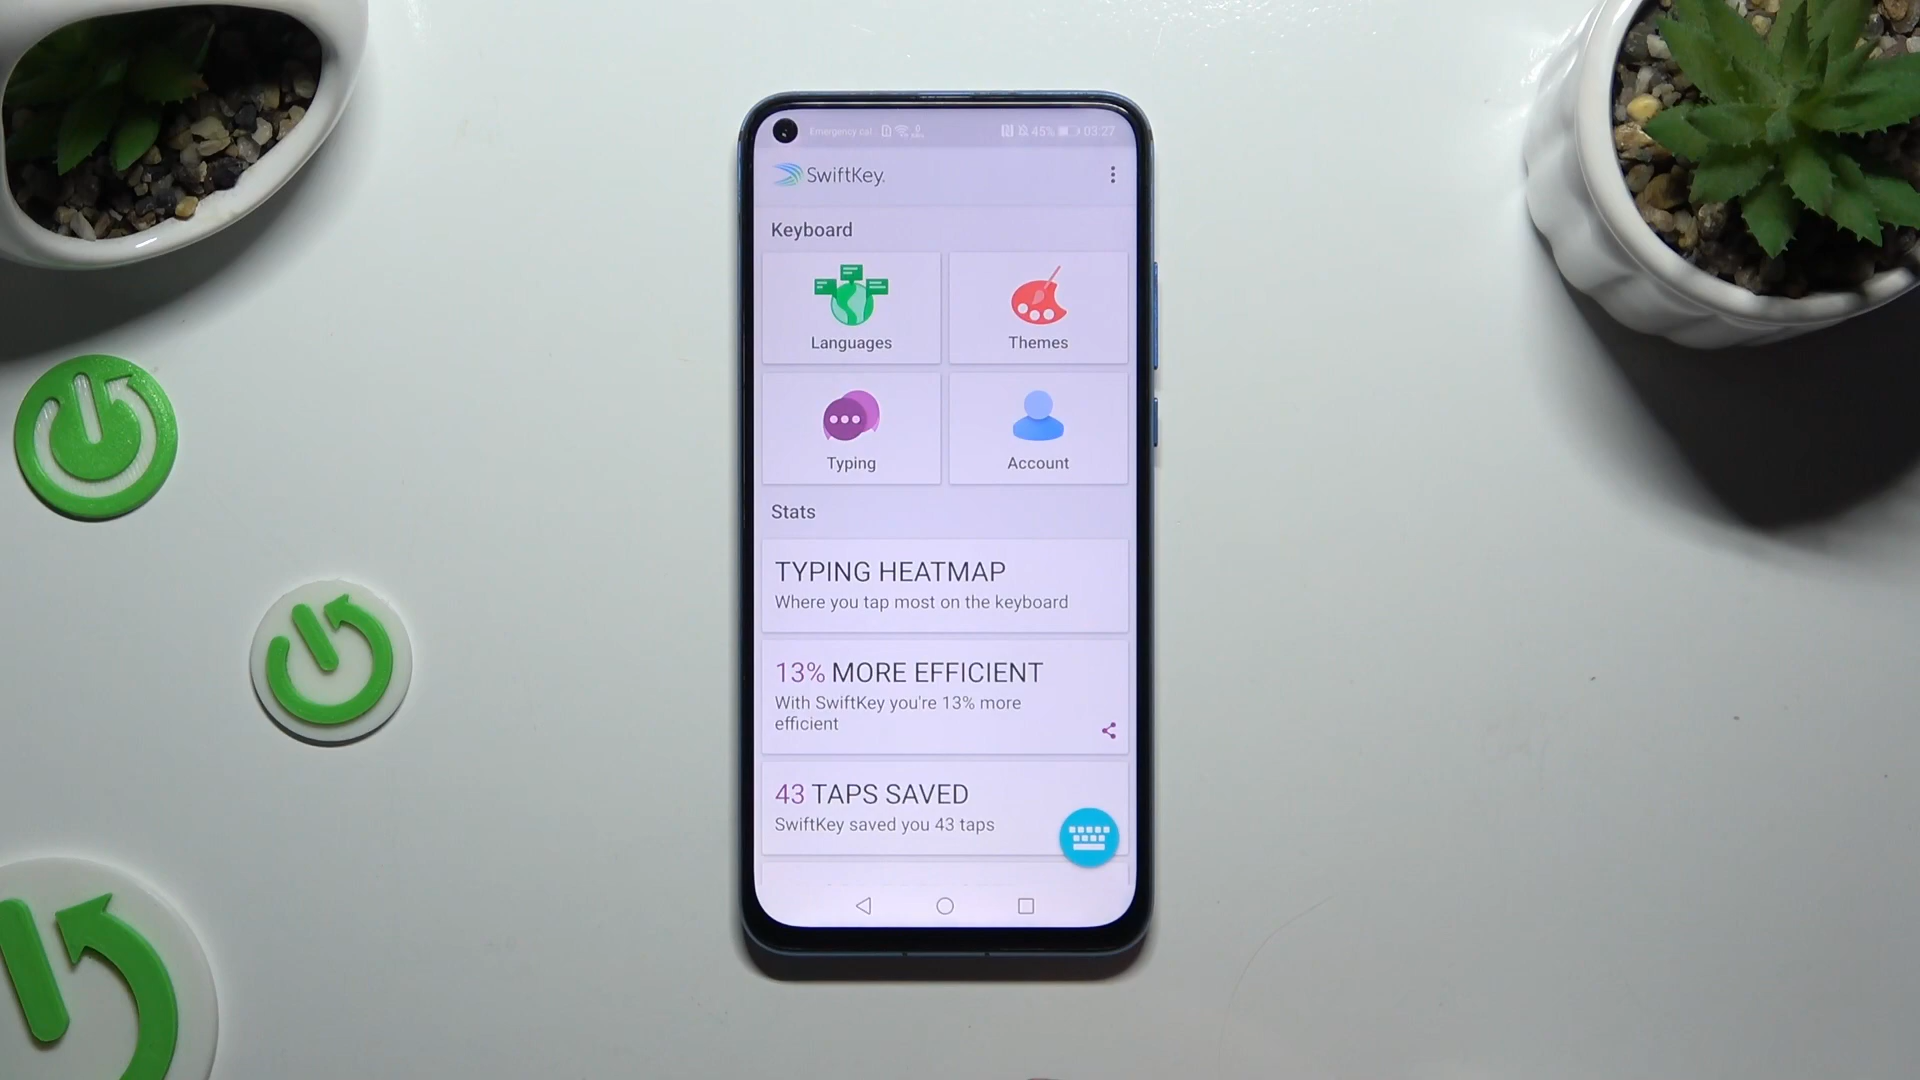 Emergency cal 45% 03:27
SwiftKey.
Keyboard
Languages
Themes
Typing
Account
Stats
TYPING HEATMAP
Where you tap most on the keyboard
13% MORE EFFICIENT
With SwiftKey you're 13% more
efficient
43 TAPS SAVED
SwiftKey saved you 43 taps